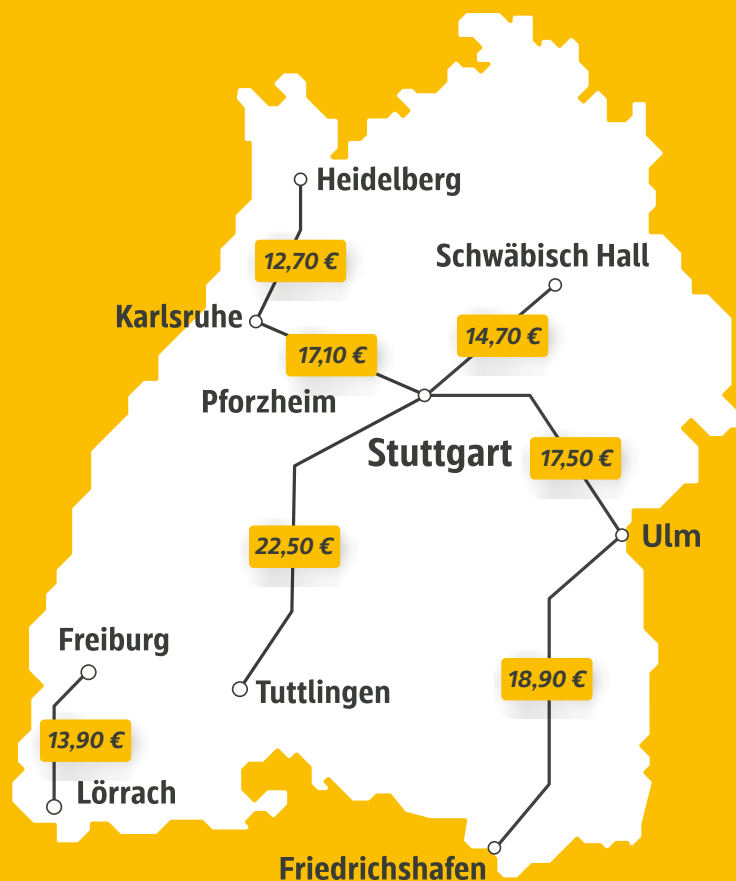 Heidelberg
12,70 €
Schwäbisch Hall
Karlsruhe
14,70 €
17,10 €
Pforzheim
Stuttgart
17,50 €
Ulm
22,50 €
Freiburg
18,90 €
Tuttlingen
13,90 €
Lörrach
Friedrichshafen